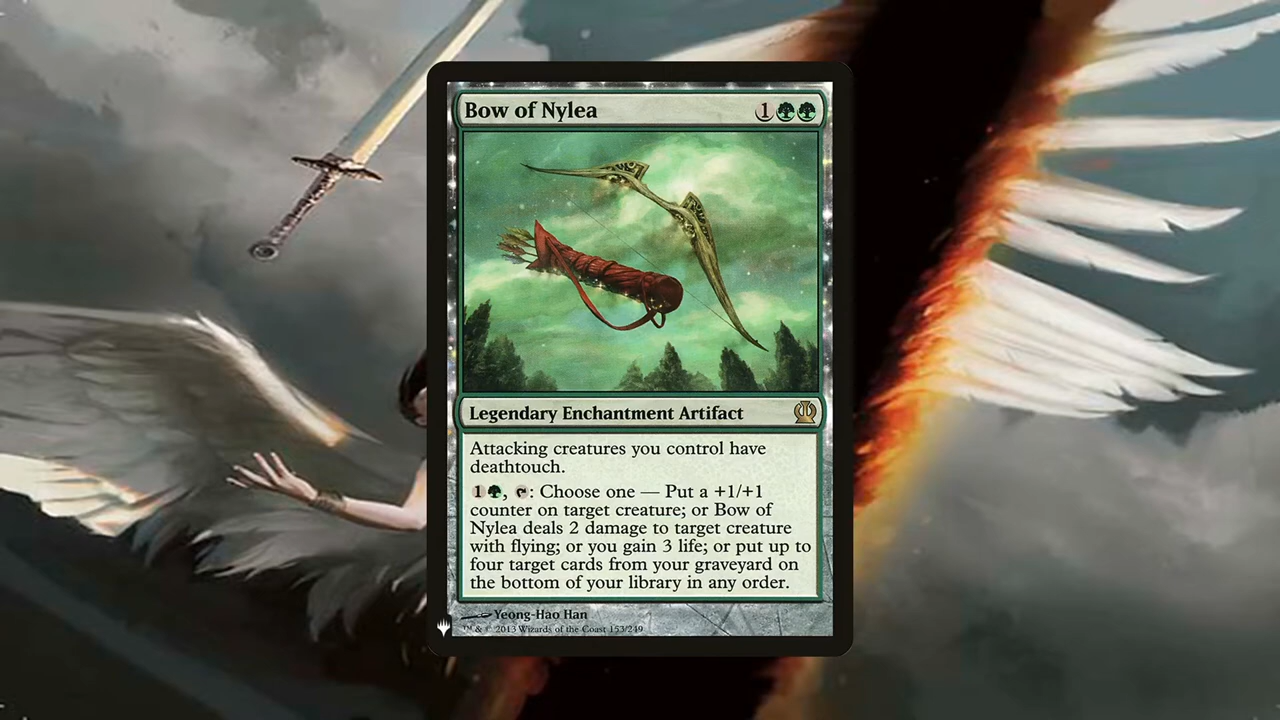 Bow of Nylea 1
Legendary Enchantment Artifact
Attacking creatures you control have
deathtouch.
1 , : Choose one — Put a +1/+1
counter on target creature; or Bow of
Nylea deals 2 damage to target creature
with flying; or you gain 3 life; or put up to
four target cards from your graveyard on
the bottom of your library in any order.
Yeong-Hao Han
™ & © 2013 Wizards of the Coast 153/249